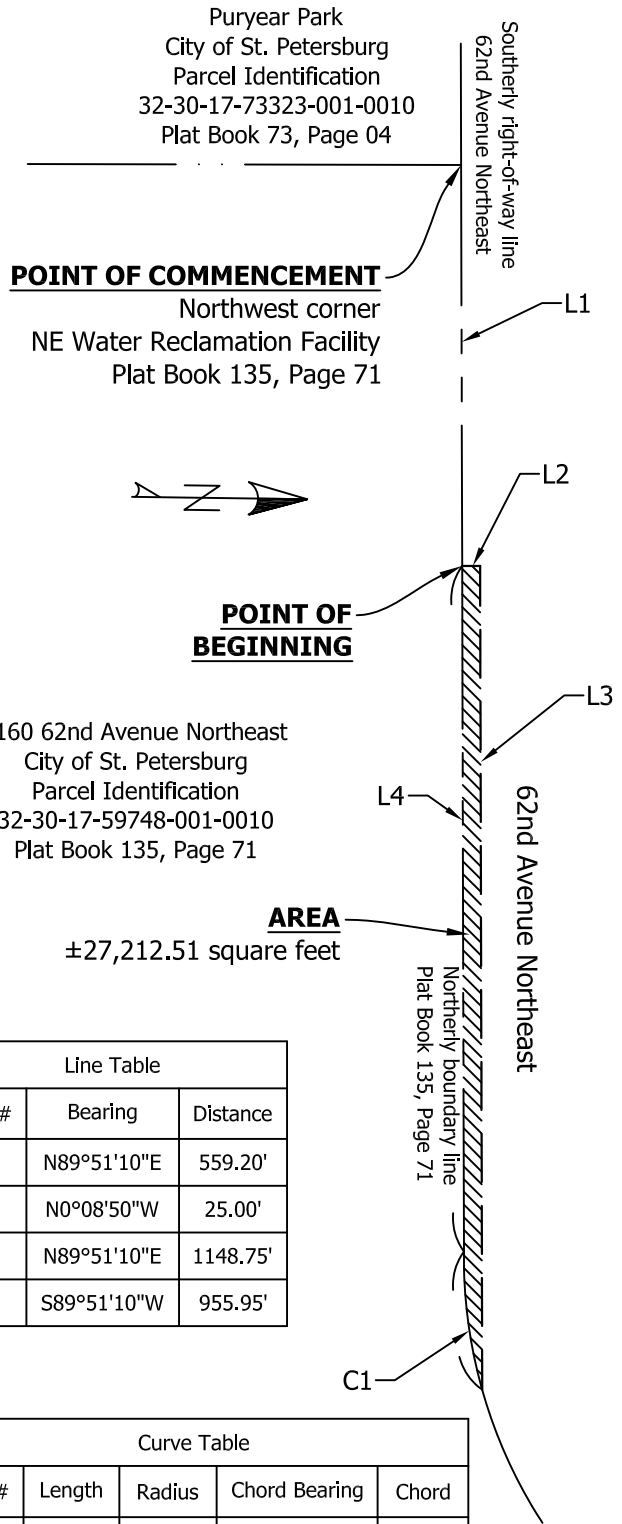 Puryear Park
City of St. Petersburg
Parcel Identification
32-30-17-73323-001-0010
Plat Book 73, Page 04
Southerly right-of-way line
62nd Avenue Northeast
POINT OF COMMENCEMENT
Northwest corner
NE Water Reclamation Facility
Plat Book 135, Page 71
L1
N
L2
POINT OF
BEGINNING
L3
160 62nd Avenue Northeast
City of St. Petersburg
Parcel Identification
32-30-17-59748-001-0010
Plat Book 135, Page 71
L4
62nd Avenue Northeast
AREA
±27,212.51 square feet
Northerly boundary line
Plat Book 135, Page 71
Line Table
# Bearing Distance
N89°51'10"E 559.20'
N0°08'50"W 25.00'
N89°51'10"E 1148.75'
S89°51'10"W 955.95'
C1
Curve Table
# Length Radius Chord Bearing Chord